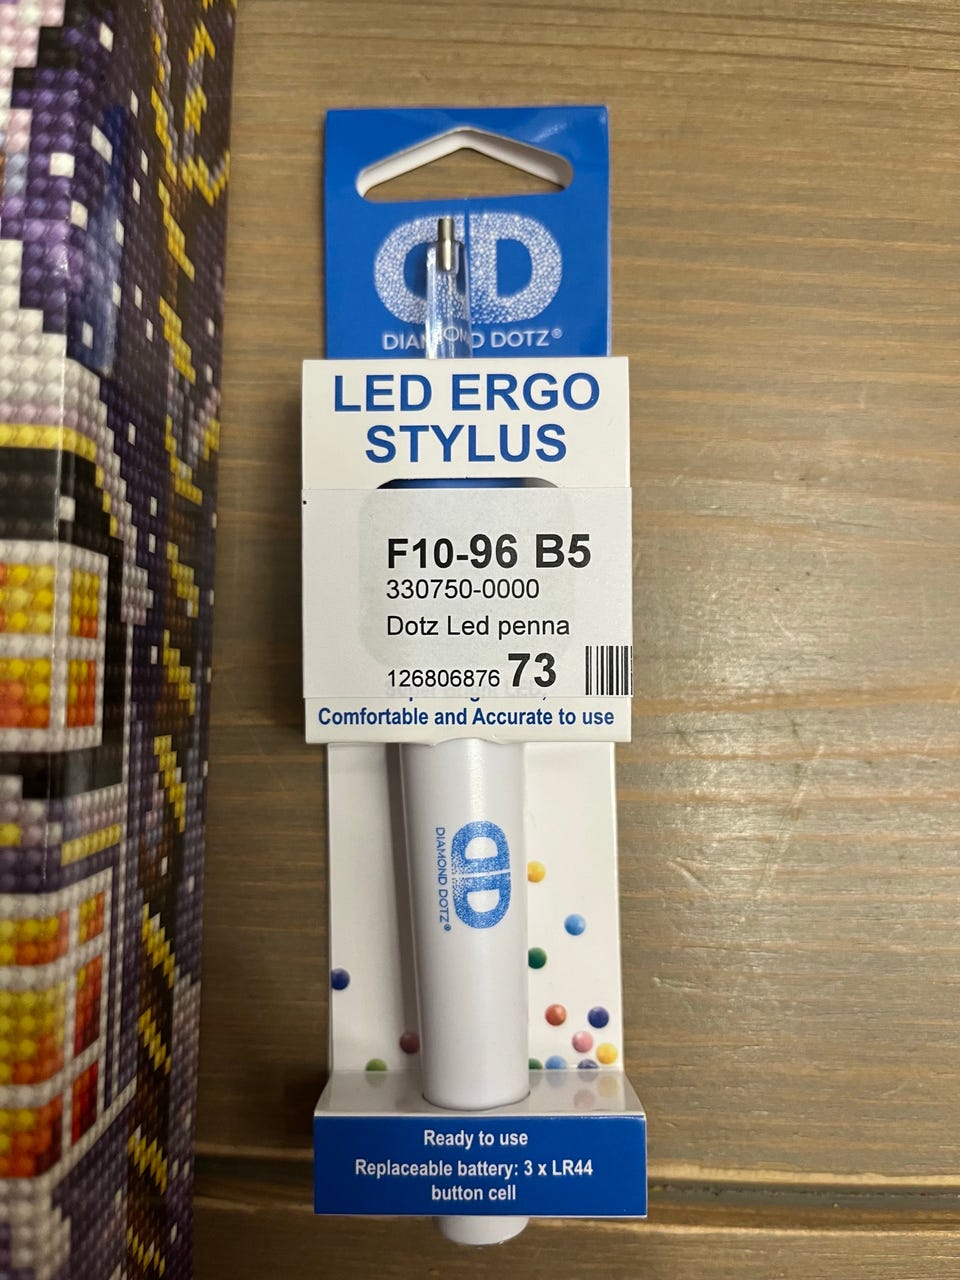 DIAMOND DOTZ®
LED ERGO
STYLUS
F10-96 B5
330750-0000
Dotz Led penna
126806876 73
Comfortable and Accurate to use
DIAMOND DOTZ®
Ready to use
Replaceable battery: 3 x LR44
button cell